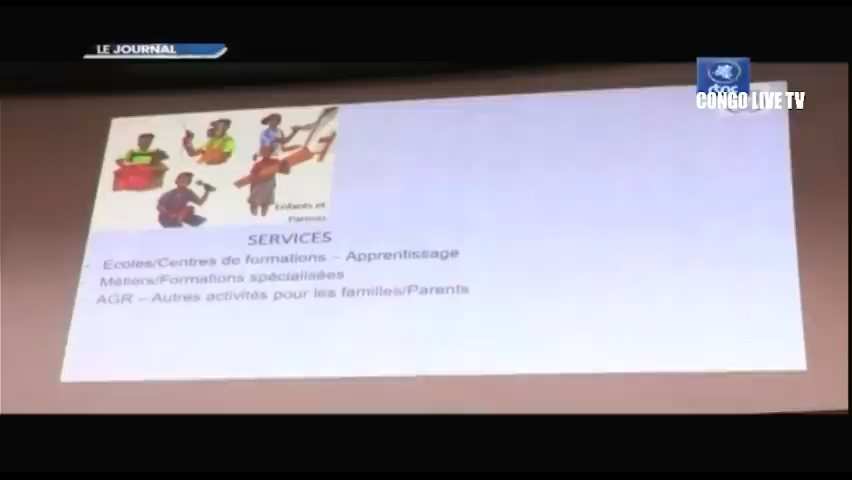 LE JOURNAL
CONGO LIVE TV
Enfants et
Parents
SERVICES
Ecoles/Centres de formations – Apprentissage
Métiers/Formations spécialisées
AGR – Autres activités pour les familles/Parents